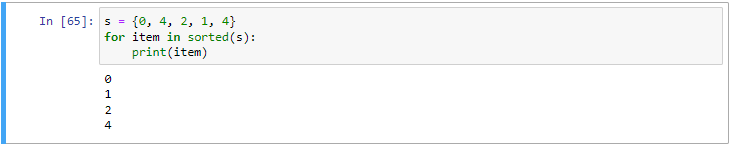 In [65]: s = {0, 4, 2, 1, 4}
for item in sorted(s):
    print(item)
0
1
2
4